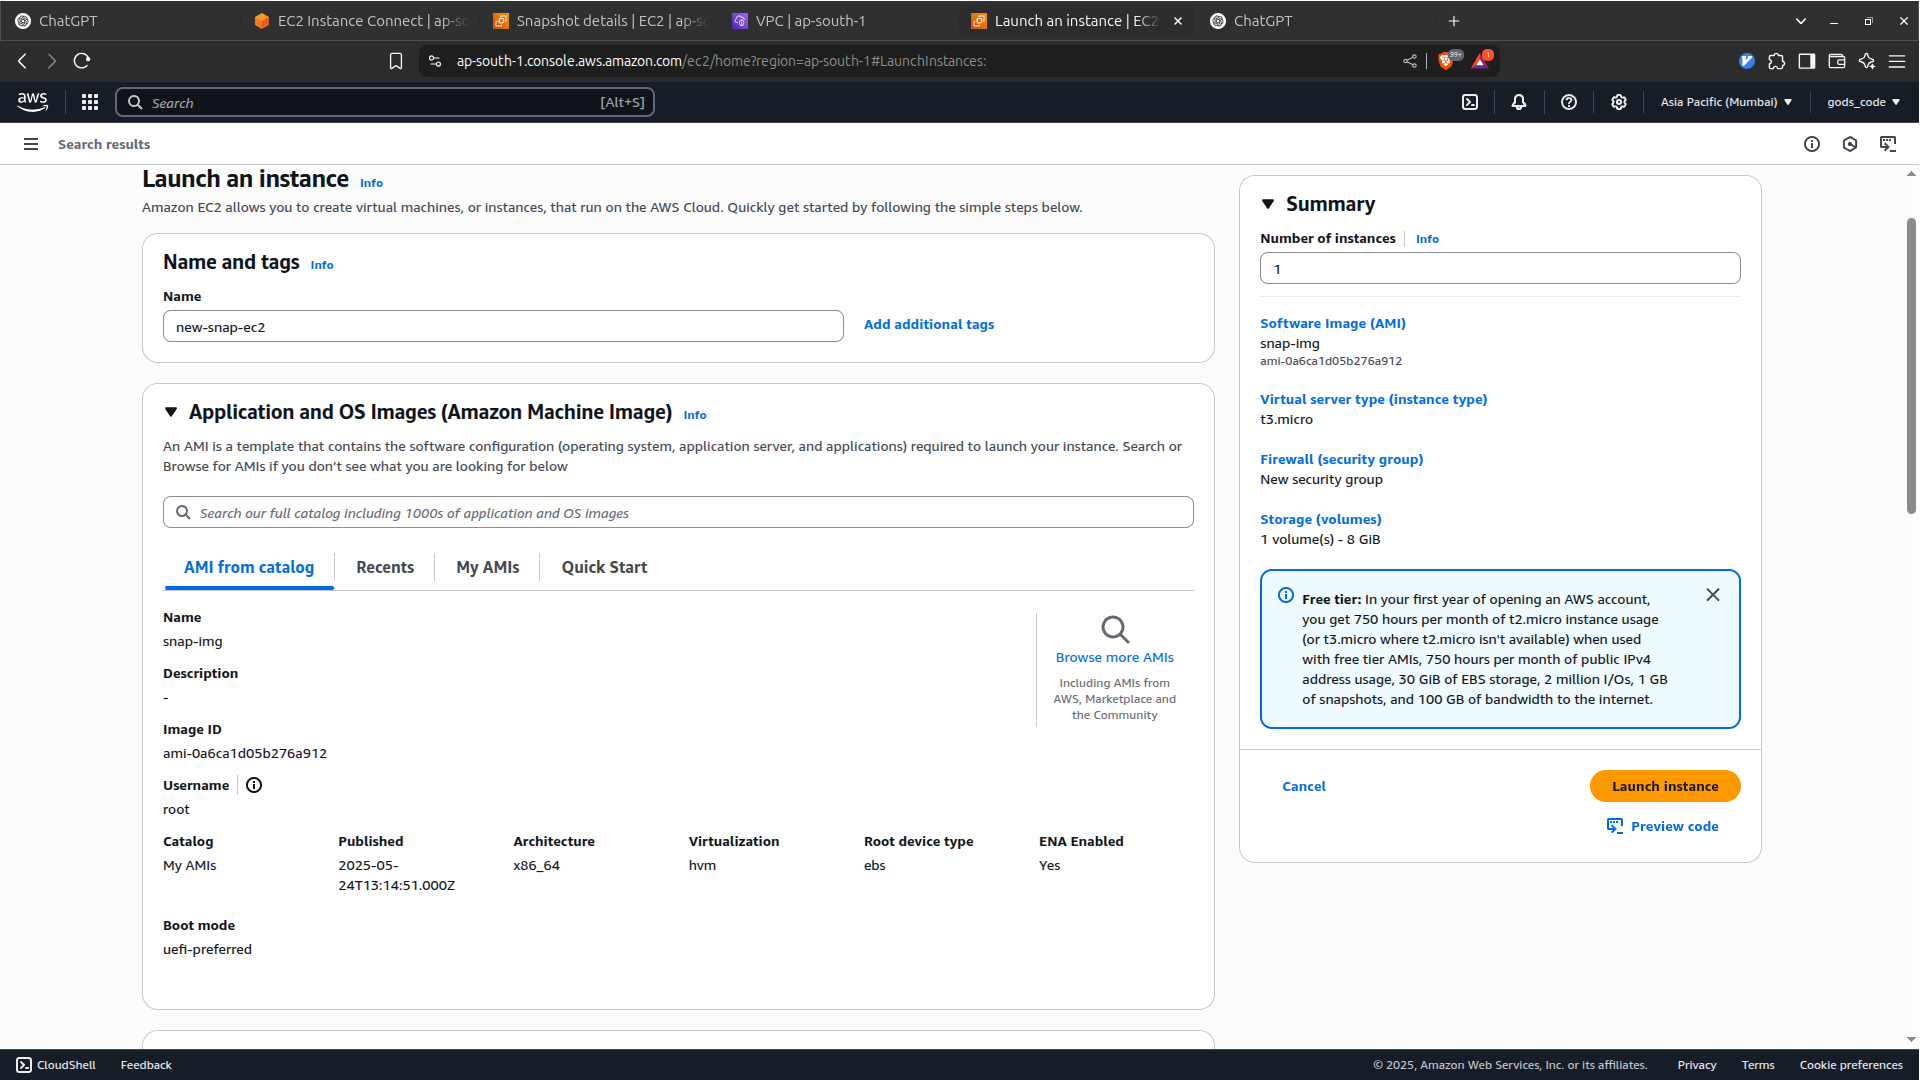 ChatGPT
EC2 Instance Connect | ap-s
Snapshot details | EC2 | ap-s
VPC | ap-south-1
Launch an instance | EC2
ChatGPT
ap-south-1.console.aws.amazon.com/ec2/home?region=ap-south-1#LaunchInstances:
99+
1
aws
Search
[Alt+S]
Asia Pacific (Mumbai)
gods_code
Search results
Launch an instance Info
Amazon EC2 allows you to create virtual machines, or instances, that run on the AWS Cloud. Quickly get started by following the simple steps below.
Name and tags Info
Name
new-snap-ec2
Add additional tags
Application and OS Images (Amazon Machine Image) Info
An AMI is a template that contains the software configuration (operating system, application server, and applications) required to launch your instance. Search or
Browse for AMIs if you don't see what you are looking for below
Search our full catalog including 1000s of application and OS images
AMI from catalog
Recents
My AMIs
Quick Start
Name
snap-img
Description
-
Image ID
ami-0a6ca1d05b276a912
Username
root
Browse more AMIs
Including AMIs from
AWS, Marketplace and
the Community
Catalog
My AMIs
Published
2025-05-
24T13:14:51.000Z
Architecture
x86_64
Virtualization
hvm
Root device type
ebs
ENA Enabled
Yes
Boot mode
uefi-preferred
Summary
Number of instances Info
1
Software Image (AMI)
snap-img
ami-0a6ca1d05b276a912
Virtual server type (instance type)
t3.micro
Firewall (security group)
New security group
Storage (volumes)
1 volume(s) - 8 GiB
Free tier: In your first year of opening an AWS account,
you get 750 hours per month of t2.micro instance usage
(or t3.micro where t2.micro isn't available) when used
with free tier AMIs, 750 hours per month of public IPv4
address usage, 30 GiB of EBS storage, 2 million I/Os, 1 GB
of snapshots, and 100 GB of bandwidth to the internet.
Cancel
Launch instance
Preview code
CloudShell
Feedback
© 2025, Amazon Web Services, Inc. or its affiliates.
Privacy
Terms
Cookie preferences